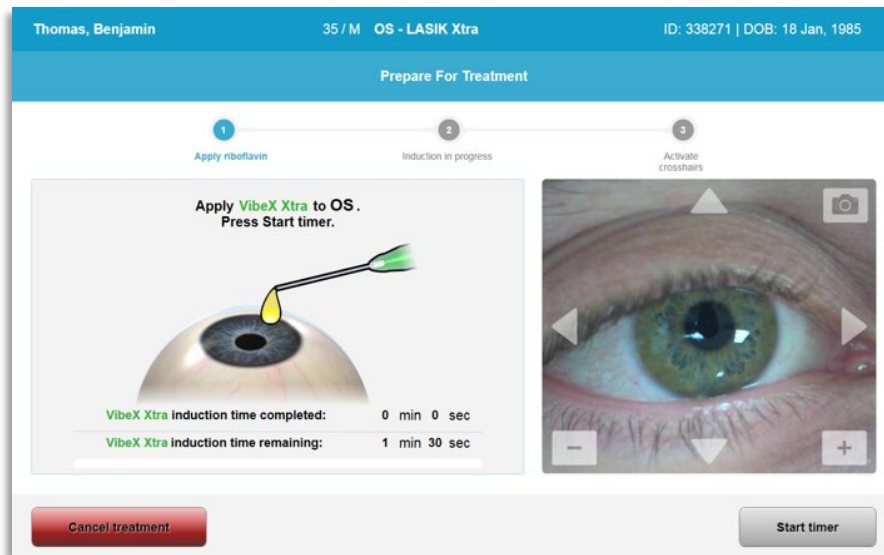 Thomas, Benjamin 35 / M OS - LASIK Xtra ID: 338271 | DOB: 18 Jan, 1985
Prepare For Treatment
1 2 3
Apply riboflavin Induction in progress Activate
crosshairs
Apply VibeX Xtra to OS .
Press Start timer.
VibeX Xtra induction time completed: 0 min 0 sec
VibeX Xtra induction time remaining: 1 min 30 sec
Cancel treatment Start timer